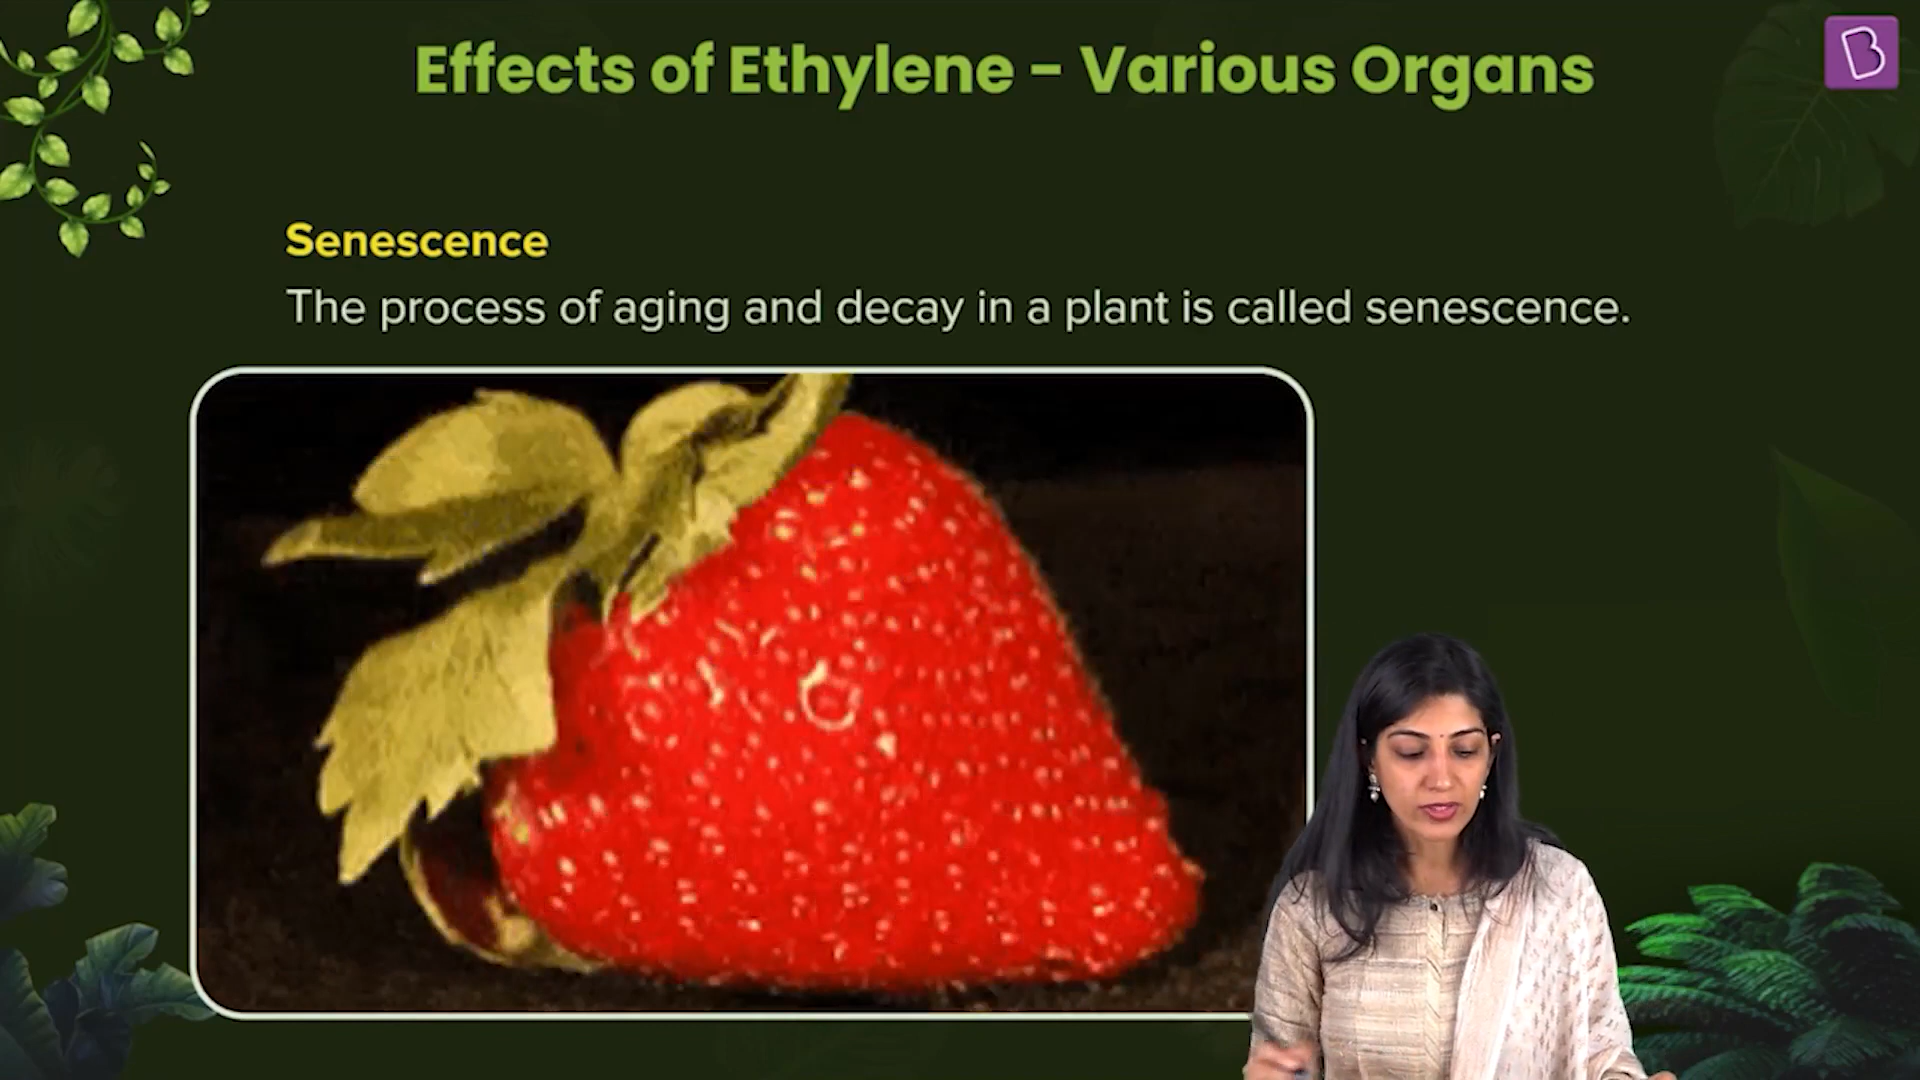 Effects of Ethylene - Various Organs
Senescence
The process of aging and decay in a plant is called senescence.